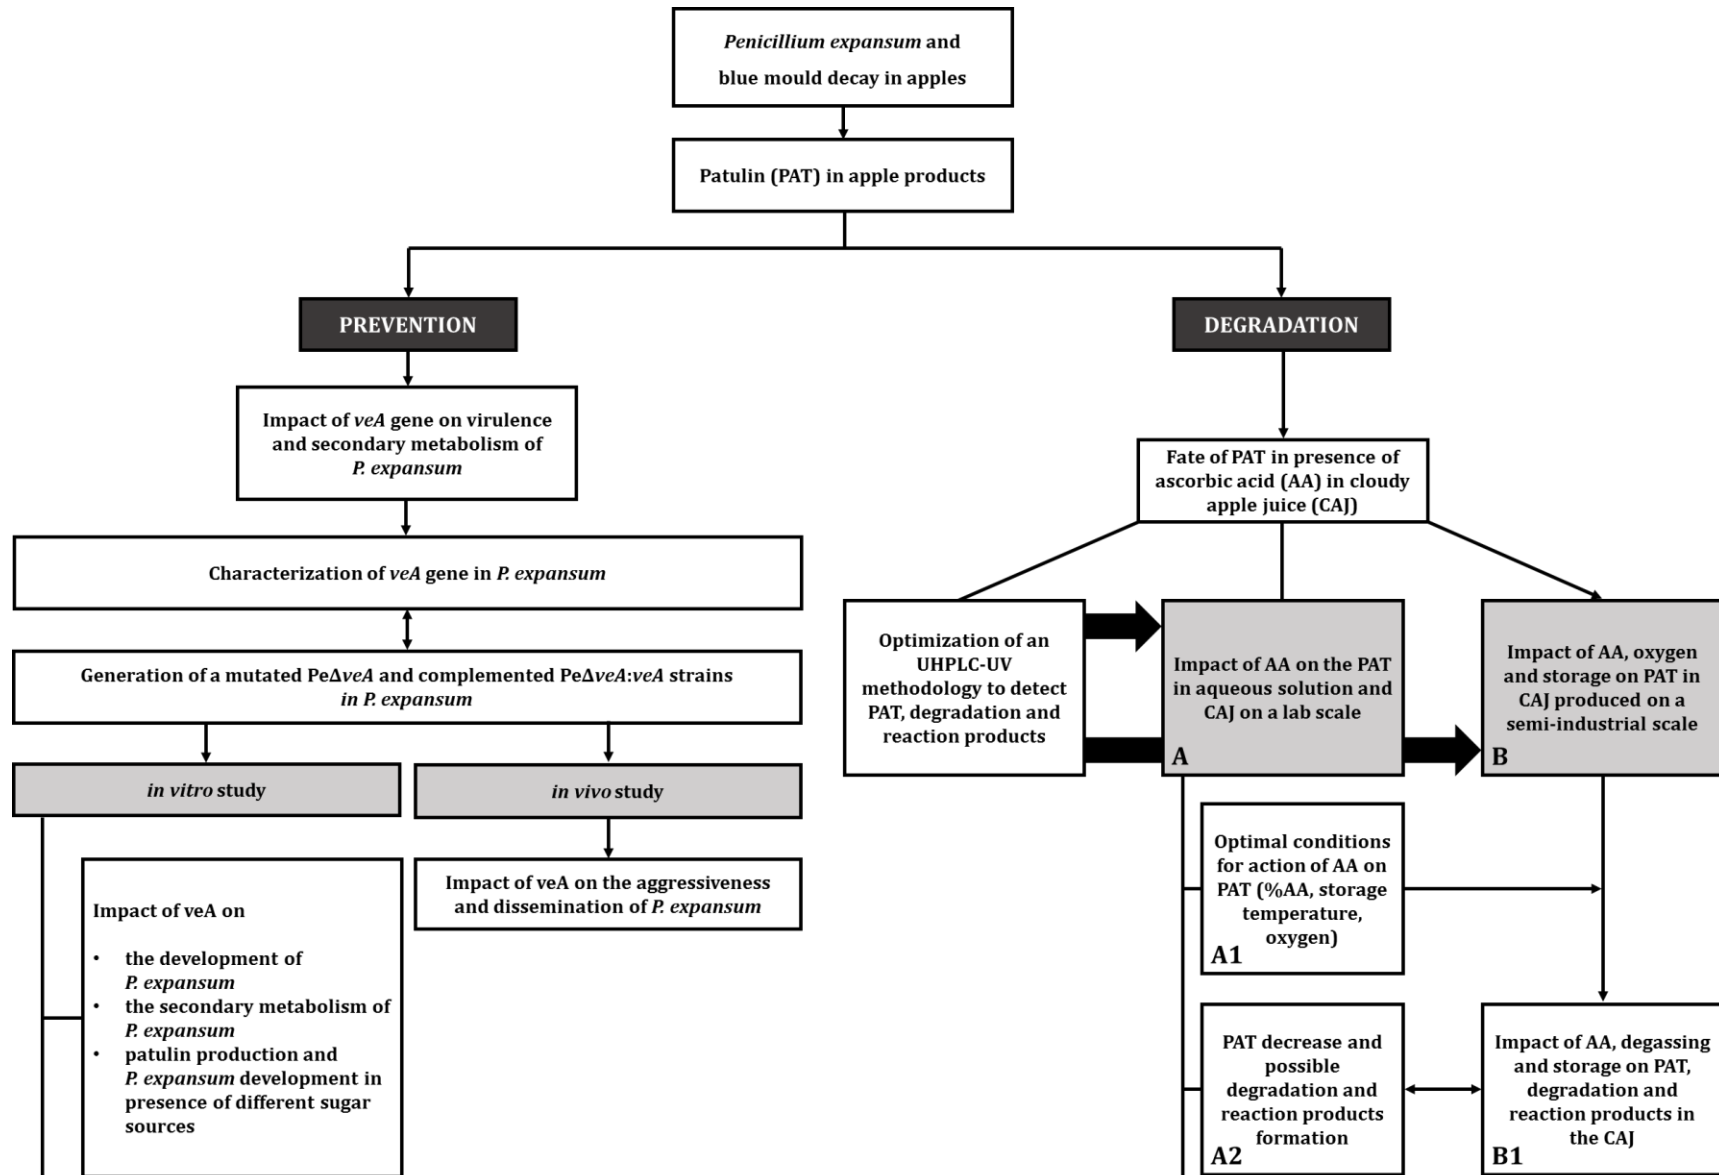 Penicillium expansum and
blue mould decay in apples
Patulin (PAT) in apple products
PREVENTION
DEGRADATION
Impact of veA gene on virulence
and secondary metabolism of
P. expansum
Fate of PAT in presence of
ascorbic acid (AA) in cloudy
apple juice (CAJ)
Characterization of veA gene in P. expansum
Generation of a mutated PeΔveA and complemented PeΔveA:veA strains
in P. expansum
in vitro study
in vivo study
Impact of veA on
• the development of
P. expansum
• the secondary metabolism of
P. expansum
• patulin production and
P. expansum development in
presence of different sugar
sources
Impact of veA on the aggressiveness
and dissemination of P. expansum
Optimization of an
UHPLC-UV
methodology to detect
PAT, degradation and
reaction products
Impact of AA on the PAT
in aqueous solution and
CAJ on a lab scale
A
Impact of AA, oxygen
and storage on PAT in
CAJ produced on a
semi-industrial scale
B
Optimal conditions
for action of AA on
PAT (%AA, storage
temperature,
oxygen)
A1
PAT decrease and
possible
degradation and
reaction products
formation
A2
Impact of AA, degassing
and storage on PAT,
degradation and
reaction products in
the CAJ
B1